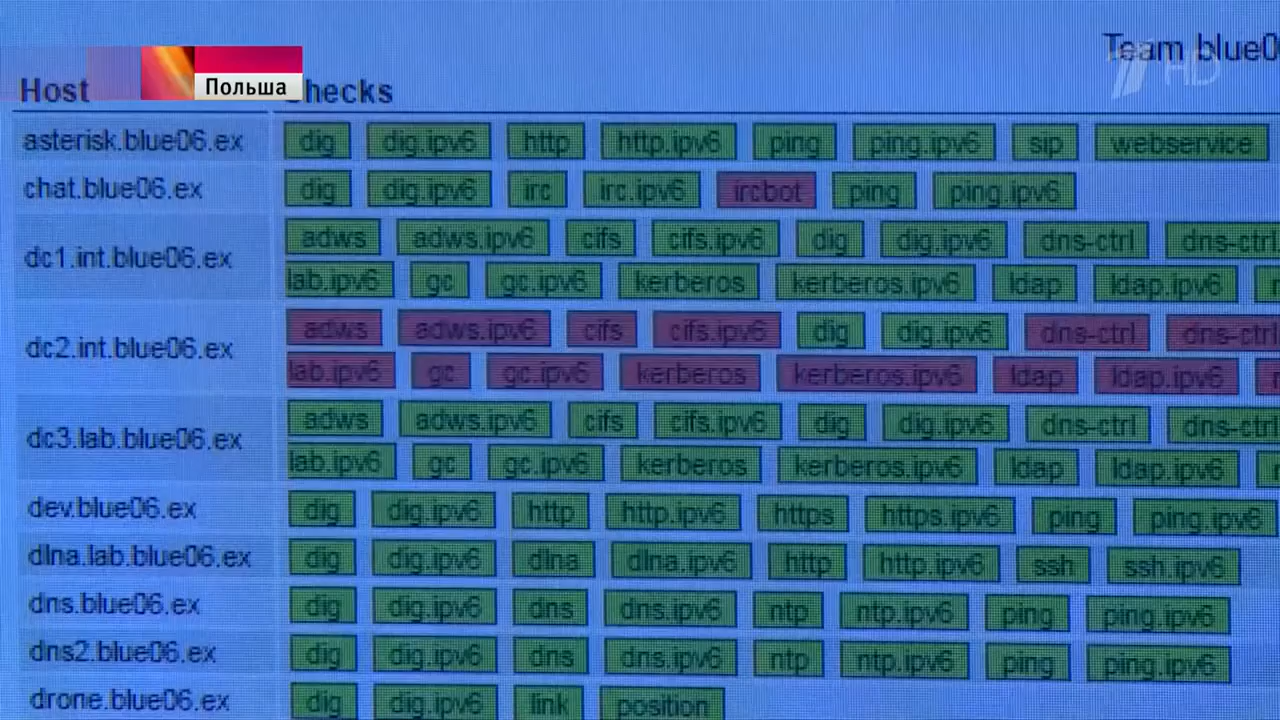 Team blue0
Польша
HD
Host
hecks
asterisk.blue06.ex dig dig.ipv6 http http.ipv6 ping ping.ipv6 sip webservice
chat.blue06.ex dig dig.ipv6 irc irc.ipv6 ircbot ping ping.ipv6
dc1.int.blue06.ex adws adws.ipv6 cifs cifs.ipv6 dig dig.ipv6 dns-ctrl dns-ctrl
lab.ipv6 gc gc.ipv6 kerberos kerberos.ipv6 ldap ldap.ipv6
dc2.int.blue06.ex adws adws.ipv6 cifs cifs.ipv6 dig dig.ipv6 dns-ctrl dns-ctrl
lab.ipv6 gc gc.ipv6 kerberos kerberos.ipv6 ldap ldap.ipv6
dc3.lab.blue06.ex adws adws.ipv6 cifs cifs.ipv6 dig dig.ipv6 dns-ctrl dns-ctrl
lab.ipv6 gc gc.ipv6 kerberos kerberos.ipv6 ldap ldap.ipv6
dev.blue06.ex dig dig.ipv6 http http.ipv6 https https.ipv6 ping ping.ipv6
dlna.lab.blue06.ex dig dig.ipv6 dlna dlna.ipv6 http http.ipv6 ssh ssh.ipv6
dns.blue06.ex dig dig.ipv6 dns dns.ipv6 ntp ntp.ipv6 ping ping.ipv6
dns2.blue06.ex dig dig.ipv6 dns dns.ipv6 ntp ntp.ipv6 ping ping.ipv6
drone.blue06.ex dig dig.ipv6 link position